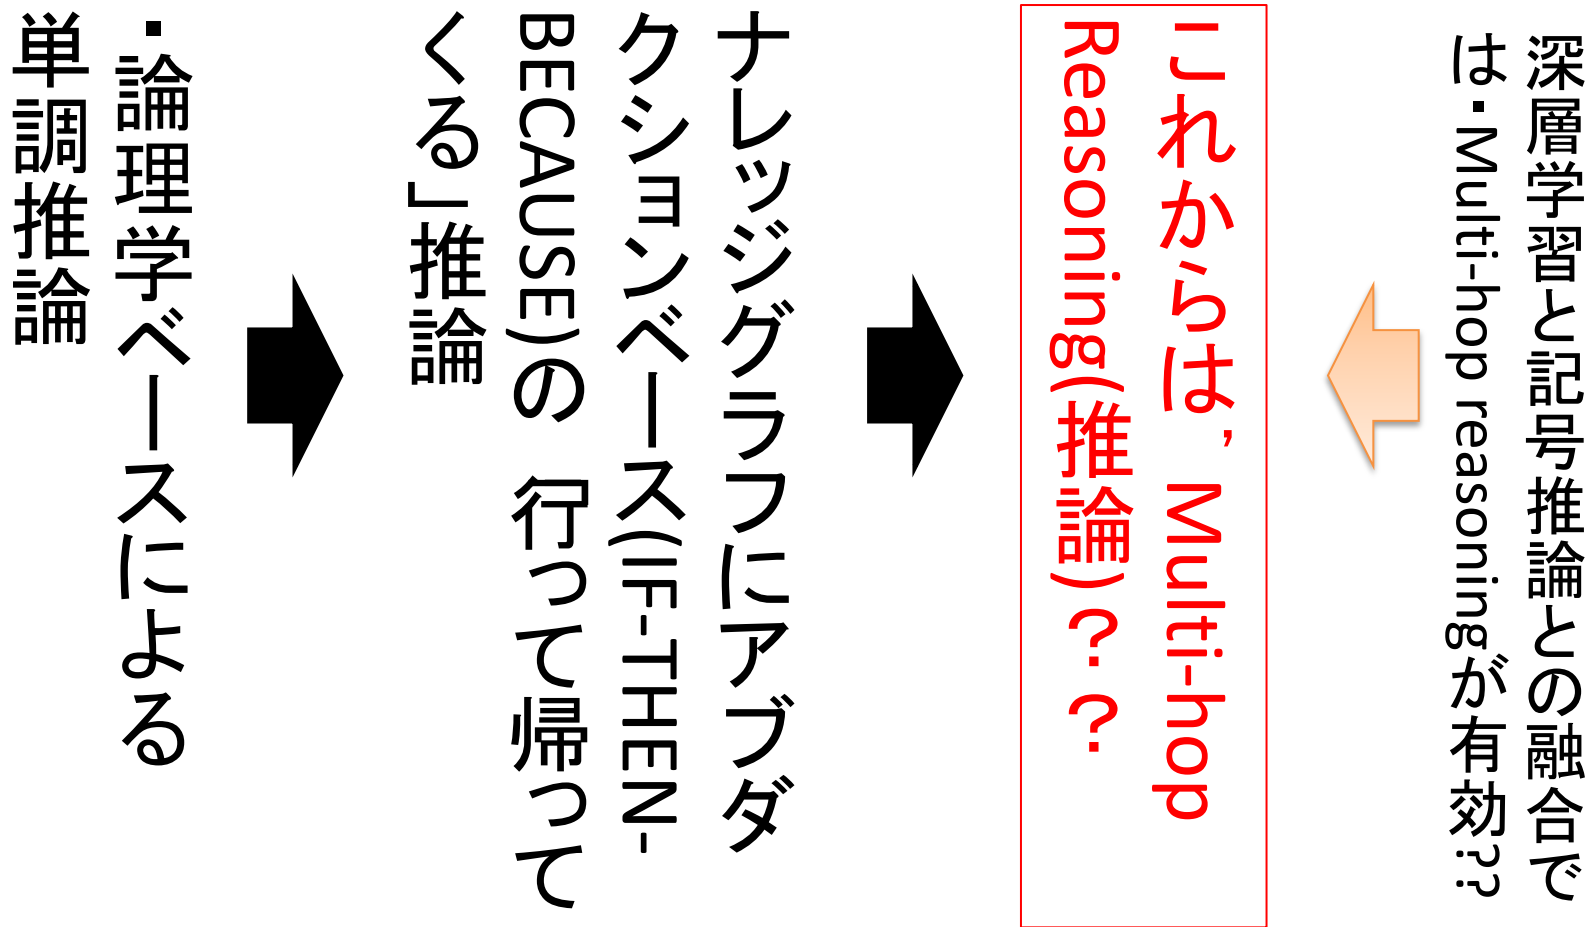 ・論理学ベースによる
単調推論
ナレッジグラフにアブダ
クションベース(IF-THEN-
BECAUSE)の　行って帰って
くる」推論
これからは，Multi-hop
Reasoning(推論)？？
深層学習と記号推論との融合で
は・Multi-hop reasoningが有効??